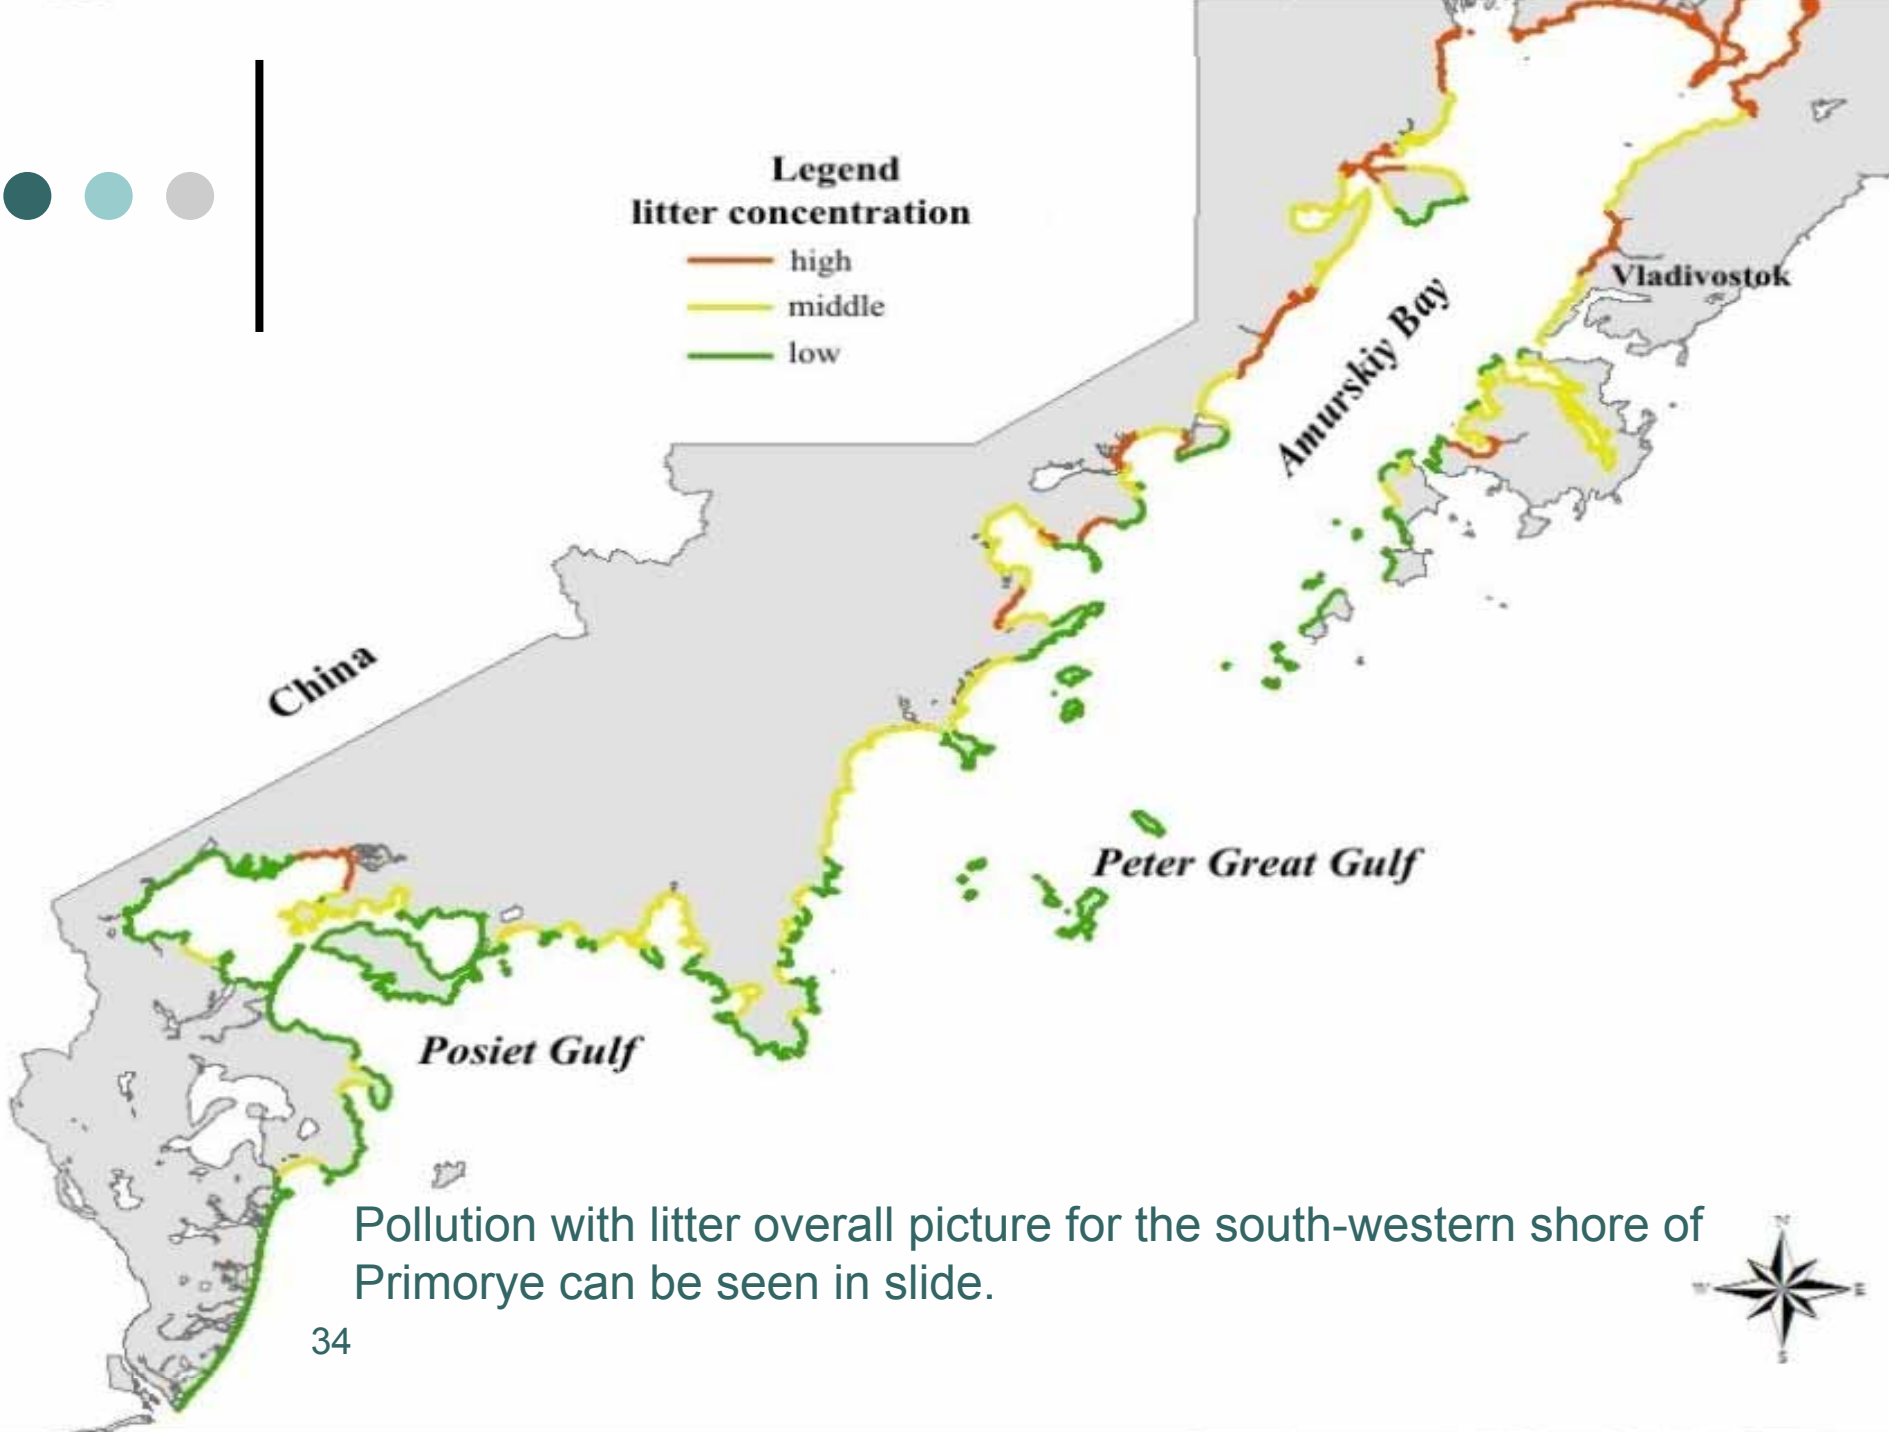 Legend
litter concentration
high
middle
low
Vladivostok
Amurskiy Bay
China
Peter Great Gulf
Posiet Gulf
Pollution with litter overall picture for the south-western shore of
Primorye can be seen in slide.
34
N
W
E
S